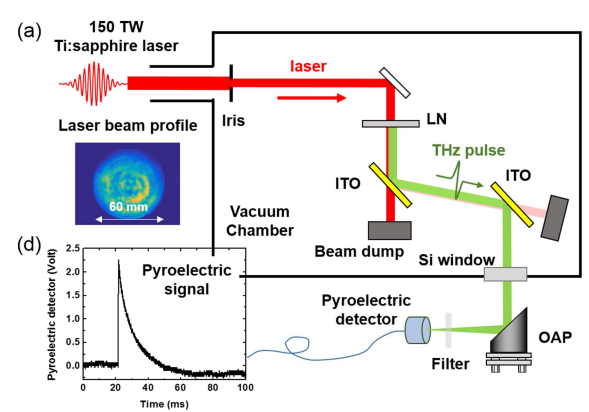 (a)
150 TW
Ti:sapphire laser
laser
Iris
LN
Laser beam profile
60 mm
THz pulse
ITO
ITO
Vacuum
Chamber
Beam dump
Si window
(d)
Pyroelectric
signal
Pyroelectric detector (Volt)
2.5
2.0
1.5
1.0
0.5
0.0
0
20
40
60
80
100
Time (ms)
Pyroelectric
detector
Filter
OAP